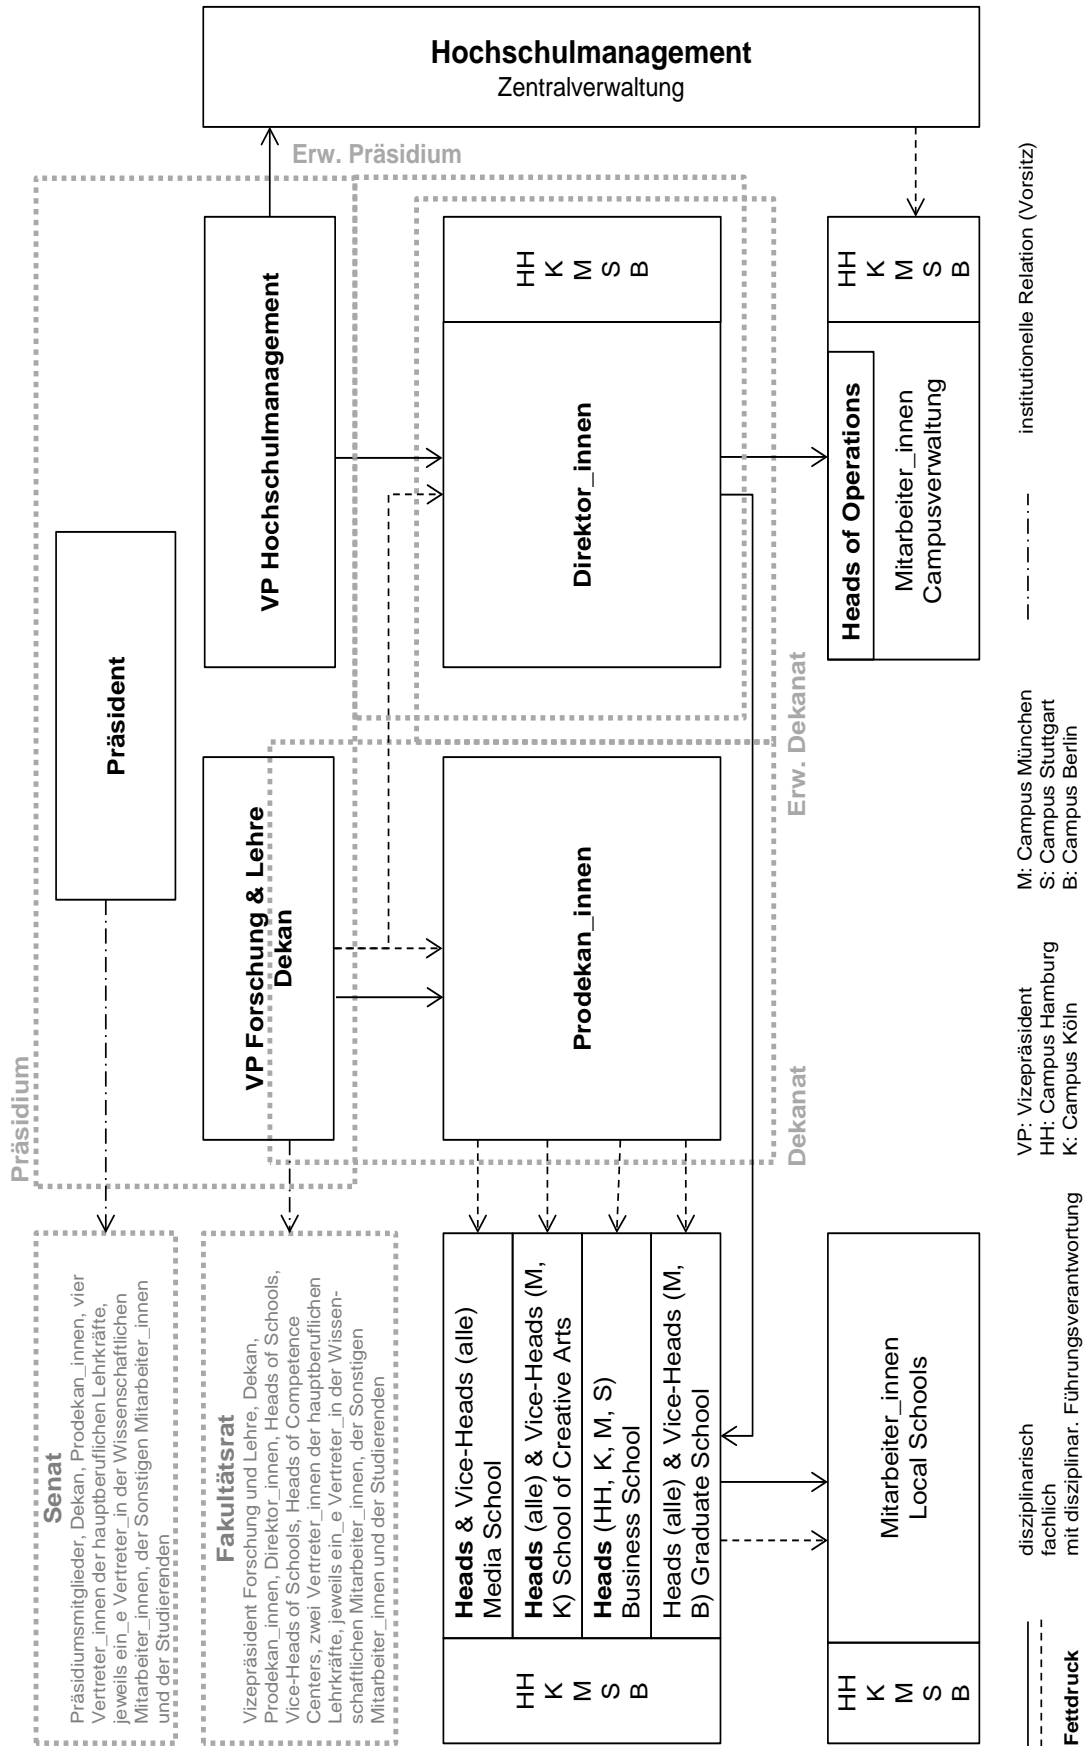 Hochschulmanagement
Zentralverwaltung
Präsidium
Erw. Präsidium
Präsident
Senat
Präsidiumsmitglieder, Dekan, Prodekan_innen, vier
Vertreter_innen der hauptberuflichen Lehrkräfte,
jeweils ein_e Vertreter_in der Wissenschaftlichen
Mitarbeiter_innen, der Sonstigen Mitarbeiter_innen
und der Studierenden
VP Forschung & Lehre
Dekan
VP Hochschulmanagement
Fakultätsrat
Vizepräsident Forschung und Lehre, Dekan,
Prodekan_innen, Direktor_innen, Heads of Schools,
Vice-Heads of Schools, Heads of Competence
Centers, zwei Vertreter_innen der hauptberuflichen
Lehrkräfte, jeweils ein_e Vertreter_in der Wissen-
schaftlichen Mitarbeiter_innen, der Sonstigen
Mitarbeiter_innen und der Studierenden
HH
K
M
S
B
Heads & Vice-Heads (alle)
Media School
Heads (alle) & Vice-Heads (M,
K) School of Creative Arts
Heads (HH, K, M, S)
Business School
Heads (alle) & Vice-Heads (M,
B) Graduate School
Prodekan_innen
Direktor_innen
HH
K
M
S
B
Dekanat
Erw. Dekanat
HH
K
M
S
B
Mitarbeiter_innen
Local Schools
Heads of Operations
Mitarbeiter_innen
Campusverwaltung
HH
K
M
S
B
disziplinarisch
fachlich
Fettdruck mit disziplinar. Führungsverantwortung
VP: Vizepräsident
HH: Campus Hamburg
K: Campus Köln
M: Campus München
S: Campus Stuttgart
B: Campus Berlin
institutionelle Relation (Vorsitz)